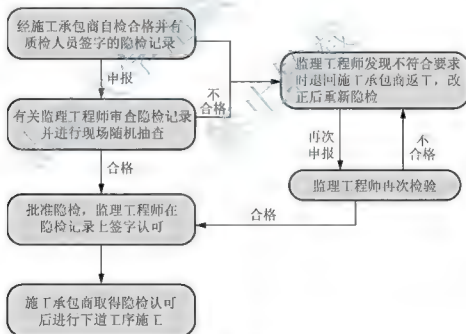 经施工承包商自检合格并有
质检人员签字的隐检记录
申报
不
合格
有关监理工程师审查隐检记录
并进行现场随机抽查
合格
批准隐检,监理工程师在
隐检记录上签字认可
施工承包商取得隐检认可
后进行下道工序施工
监理工程师发现不符合要求
时退回施工承包商返工,改
正后重新隐检
再次
申报
不
合格
监理工程师再次检验
合格